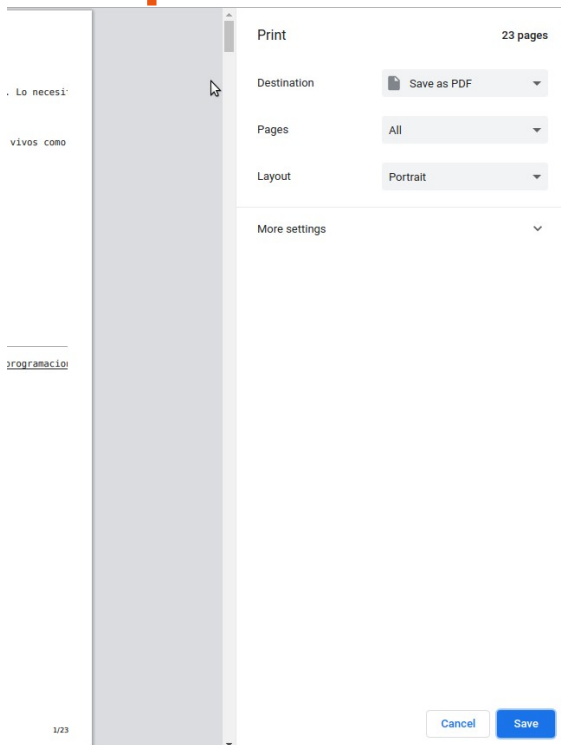 Print 23 pages
. Lo necesi
Destination Save as PDF
vivos como
Pages All
Layout Portrait
More settings
programacio
Cancel Save
1/23